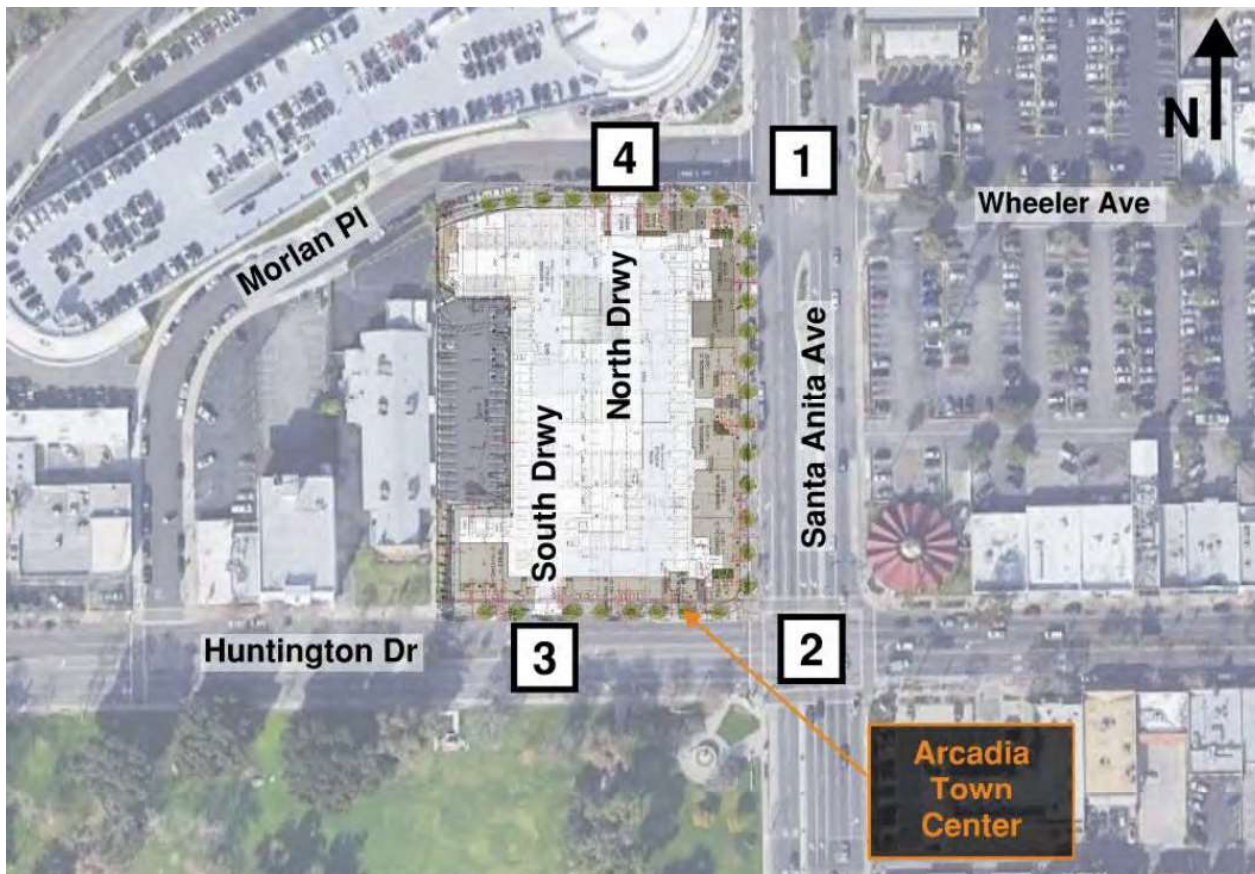 4
1
N
Wheeler Ave
Morlan Pl
North Drwy
Santa Anita Ave
South Drwy
Huntington Dr
3
2
Arcadia
Town
Center